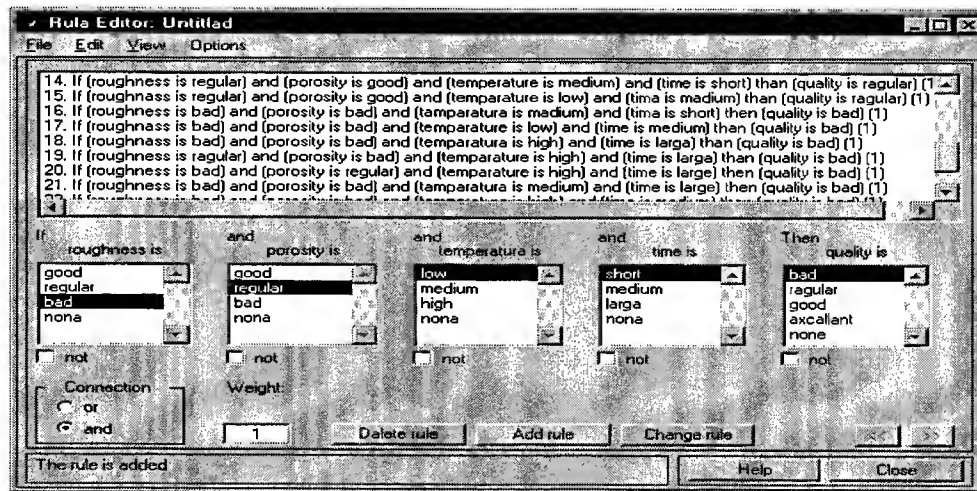 Rula Editor: Untitlad
File Edit View Options
14. If (roughness is regular) and (porosity is good) and (temperature is medium) and (time is short) than (quality is ragular) (1
15. If (roughness is regular) and (porosity is good) and (temparature is low) and (tima is madium) than (quality is ragular) (1)
16. If (roughness is bad) and (porosity is bad) and (tamparatura is madium) and (tima is short) then (quality is bad) (1)
17. If (roughness is bad) and (porosity is bad) and (temperature is low) and (time is medium) then (quality is bad) (1)
18. If (roughness is bad) and (porosity is bad) and (temparatura is high) and (time is larga) than (quality is bad) (1)
19. If (roughness is ragular) and (porosity is bad) and (temparature is high) and (time is larga) than (quality is bad) (1)
20. If (roughness is bad) and (porosity is regular) and (temperature is high) and (time is large) then (quality is bad) (1)
21. If (roughness is bad) and (porosity is bad) and (tamparatura is medium) and (time is large) then (quality is bad) (1)
If and and and Then
roughness is porosity is temperatura is time is quality is
good good low short bad
regular regular medium medium ragular
bad bad high larga good
nona nona nona nona axcallant
none
not not not not not
Connection Weight:
or
and 1 Dalete rule Add rule Changa rule << >>
The rule is added Help Close